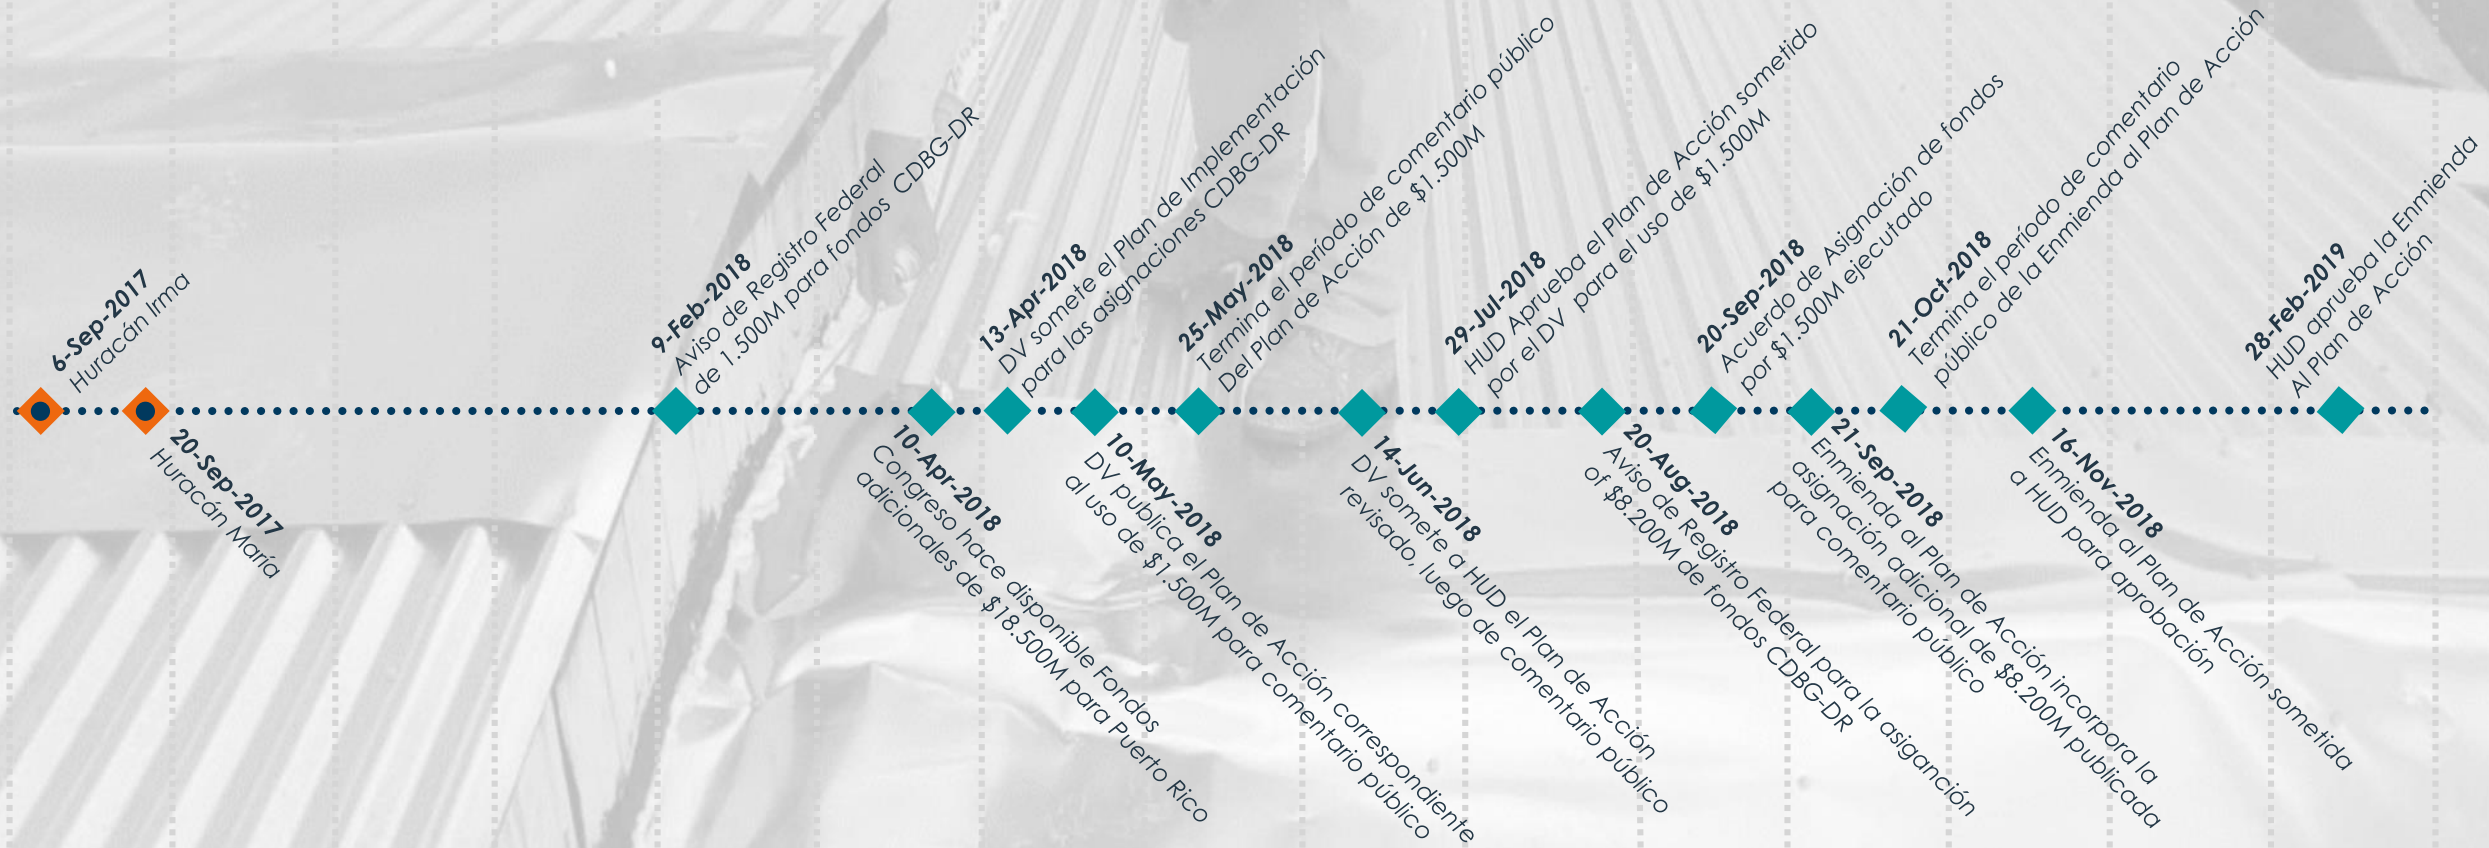 6-Sep-2017
Huracán Irma
20-Sep-2017
Huracán María
9-Feb-2018
Aviso de Registro Federal
de 1.500M para fondos CDBG-DR
10-Apr-2018
Congreso hace disponible Fondos
adicionales de $18.500M para Puerto Rico
13-Apr-2018
DV somete el Plan de Implementación
para las asignaciones CDBG-DR
10-May-2018
DV publica el Plan de Acción correspondiente
al uso de $1.500M para comentario público
25-May-2018
Termina el período de comentario público
Del Plan de Acción de $1.500M
14-Jun-2018
DV somete a HUD el Plan de Acción
revisado, luego de comentario público
29-Jul-2018
HUD Aprueba el Plan de Acción sometido
por el DV para el uso de $1.500M
20-Aug-2018
Aviso de Registro Federal para la asiganción
of $8.200M de fondos CDBG-DR
20-Sep-2018
Acuerdo de Asignación de fondos
por $1.500M ejecutado
21-Sep-2018
Enmienda al Plan de Acción incorpora la
asignación adicional de $8.200M publicada
para comentario público
21-Oct-2018
Termina el período de comentario
público de la Enmienda al Plan de Acción
16-Nov-2018
Enmienda al Plan de Acción sometida
a HUD para aprobación
28-Feb-2019
HUD aprueba la Enmienda
Al Plan de Acción